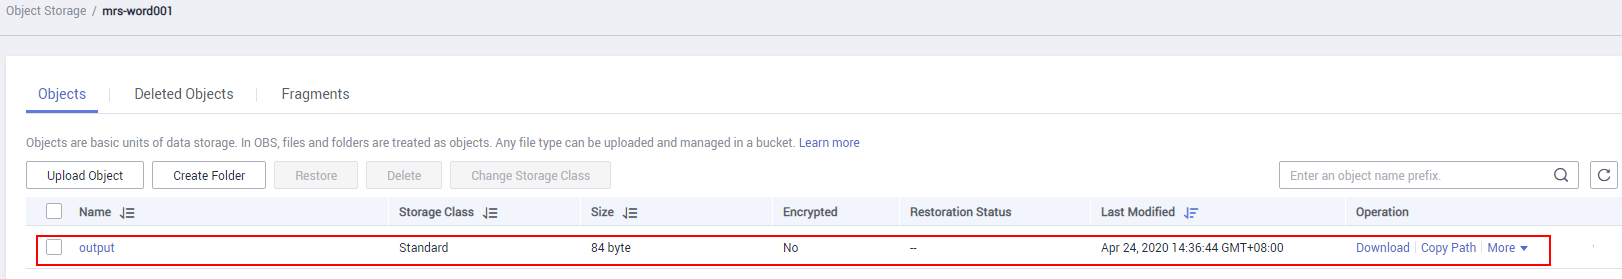 Object Storage / mrs-word001
Objects Deleted Objects Fragments
Objects are basic units of data storage. In OBS, files and folders are treated as objects. Any file type can be uploaded and managed in a bucket. Learn more
Upload Object Create Folder Restore Delete Change Storage Class Enter an object name prefix.
Name Storage Class Size Encrypted Restoration Status Last Modified Operation
output Standard 84 byte No -- Apr 24, 2020 14:36:44 GMT+08:00 Download Copy Path More